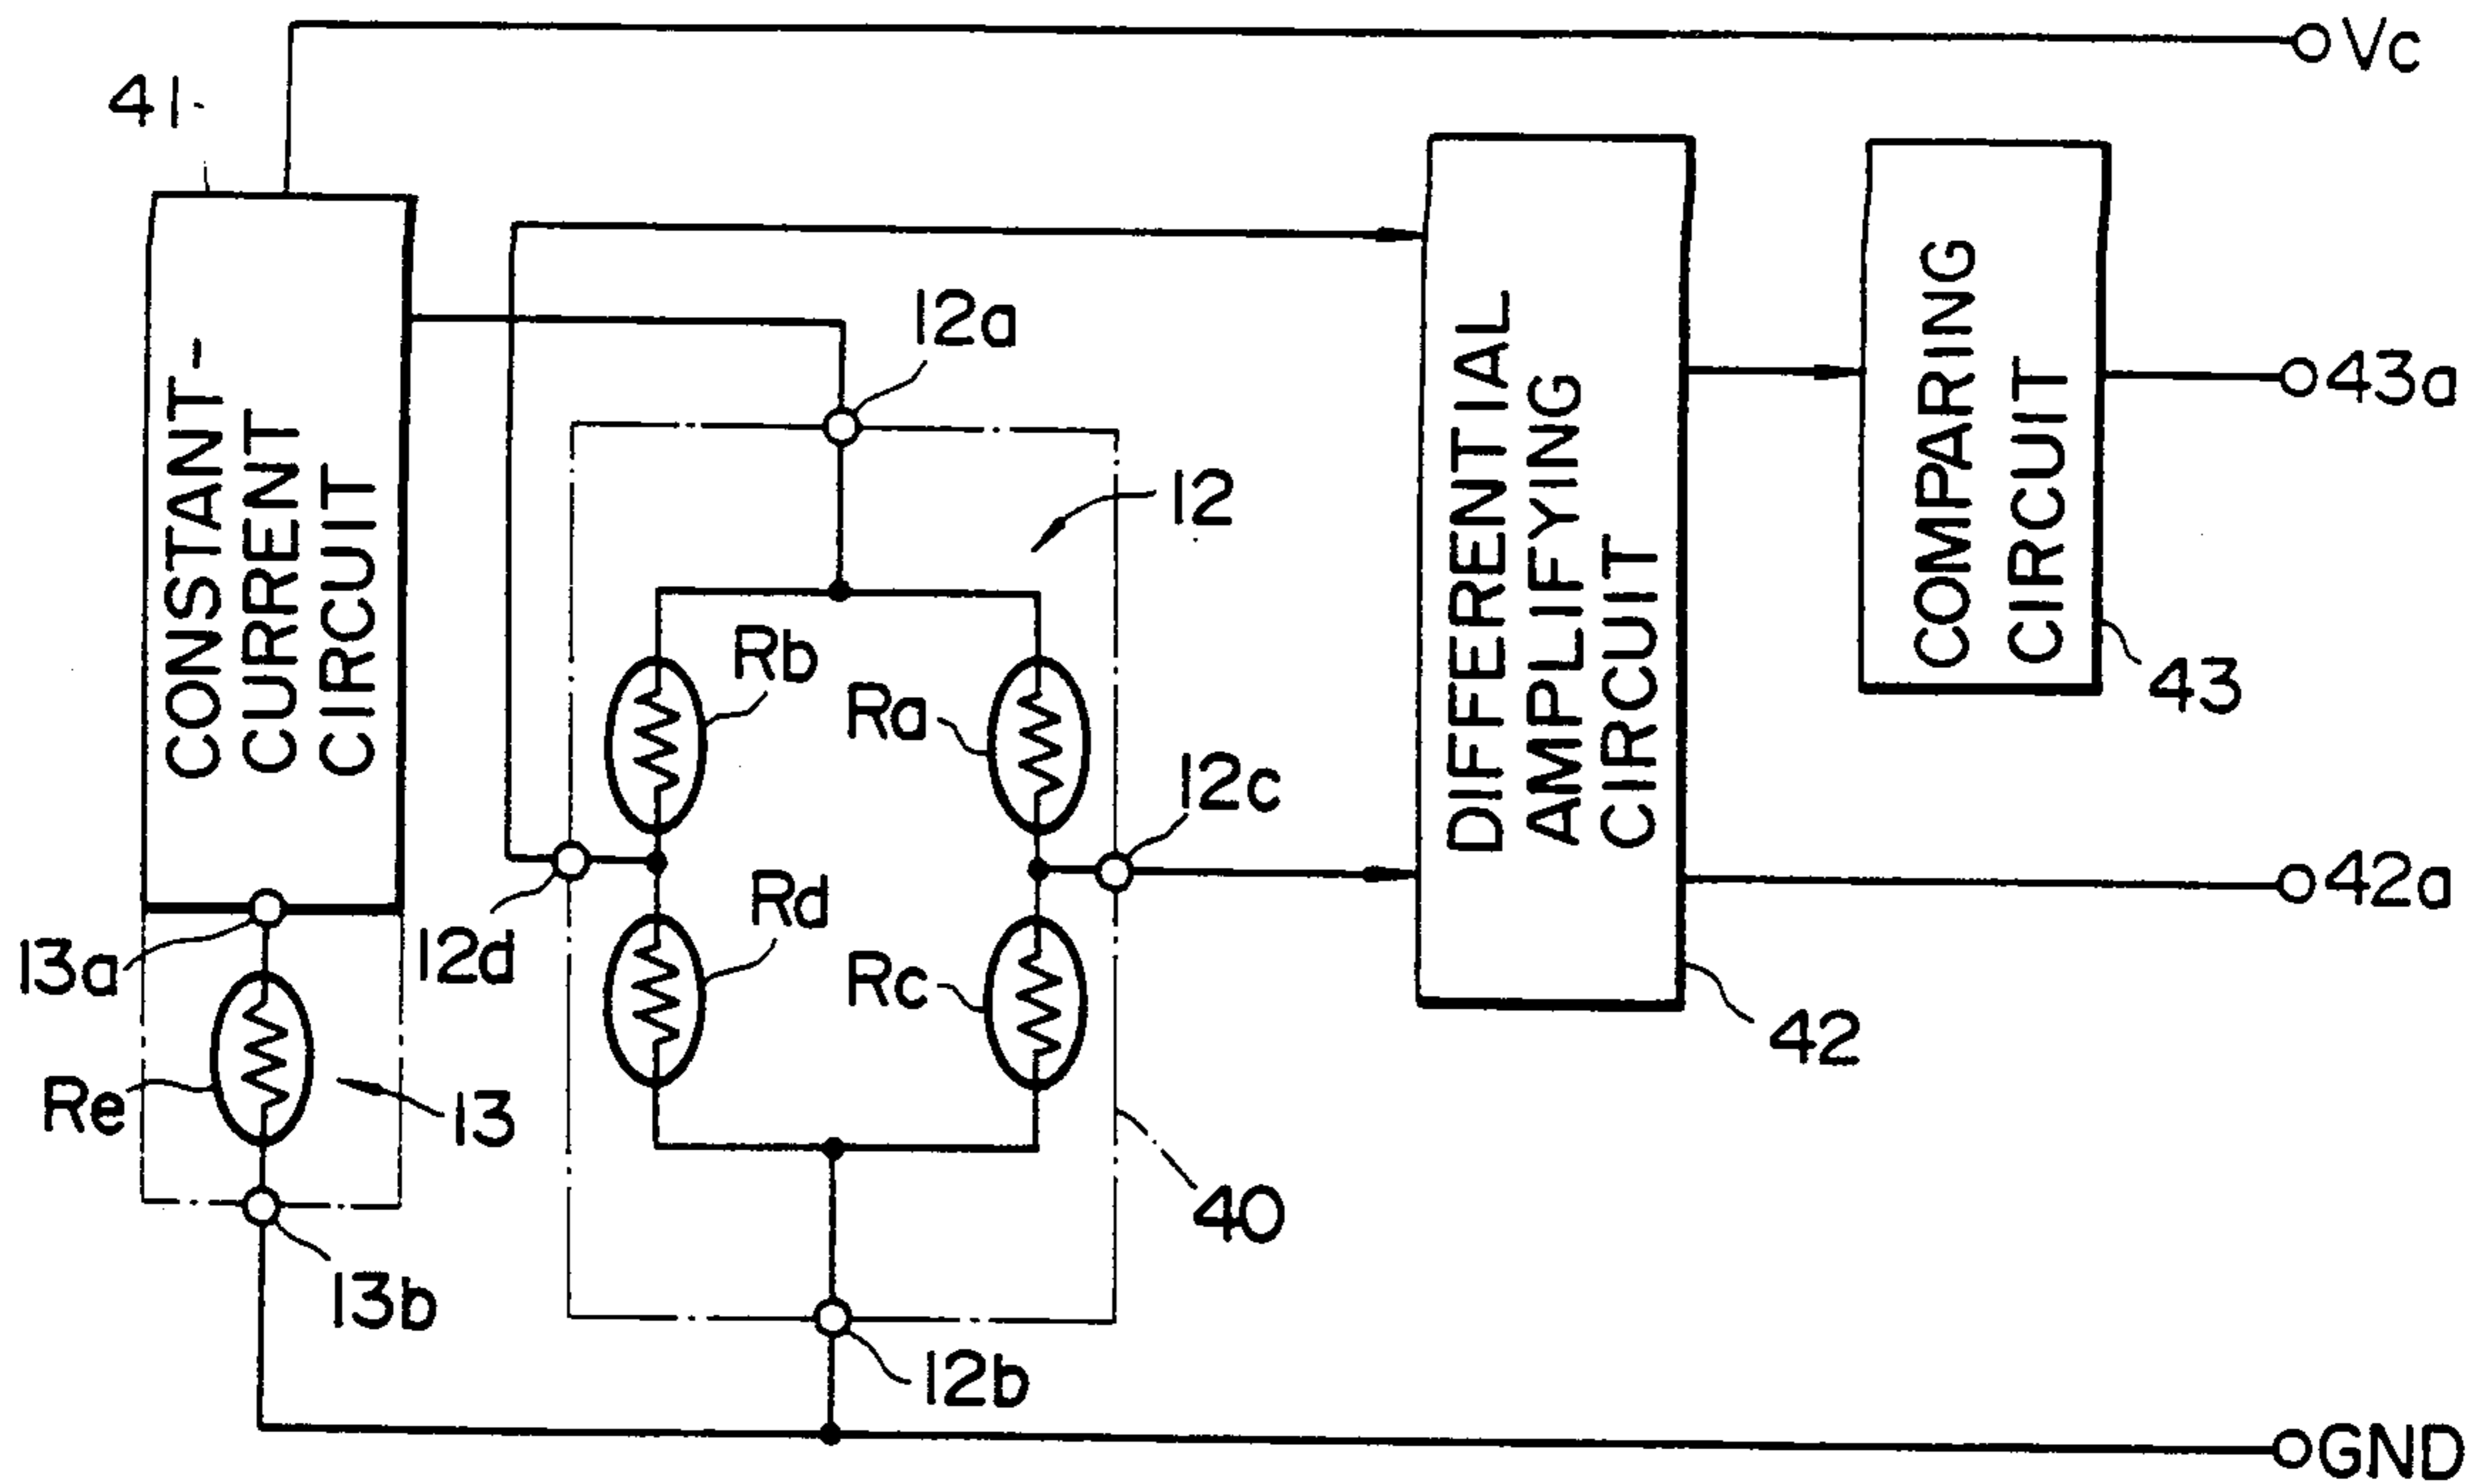 Vc
41
12a
CONSTANT-
CURRENT
CIRCUIT
12
DIFFERENTIAL
AMPLIFYING
CIRCUIT
COMPARING
CIRCUIT
43a
Rb
Ra
43
12c
Rd
42a
13a
12d
Rc
42
Re
13
40
13b
12b
GND